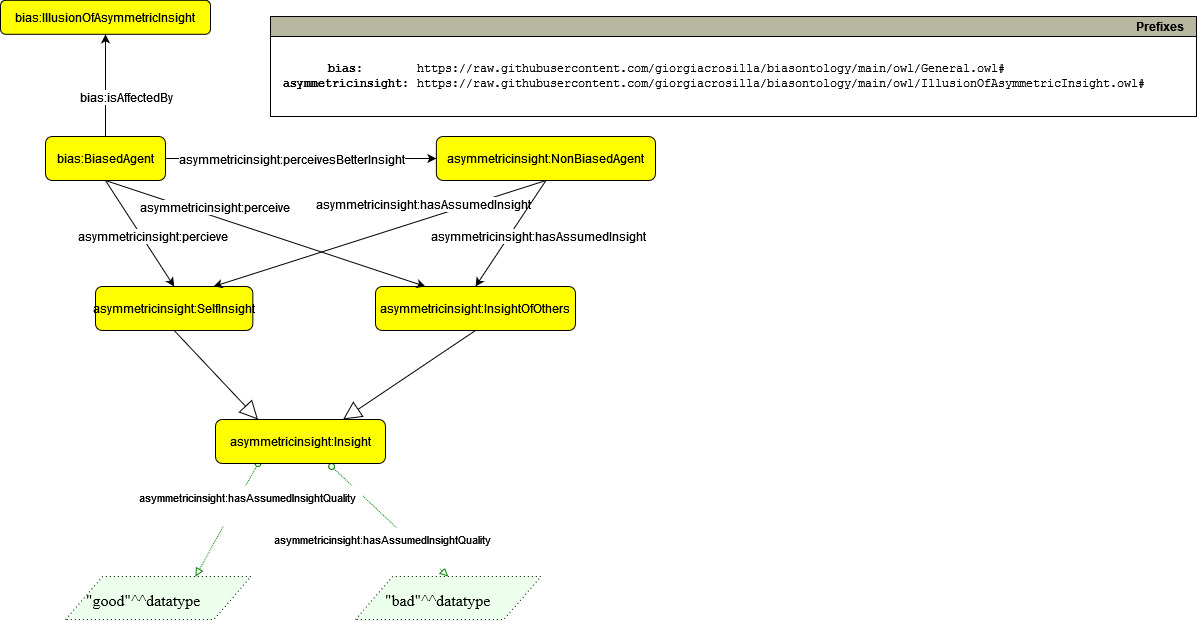 bias:IllusionOfAsymmetricInsight
Prefixes
bias: https://raw.githubusercontent.com/giorgiacrosilla/biasontology/main/owl/General.owl#
asymmetricinsight: https://raw.githubusercontent.com/giorgiacrosilla/biasontology/main/owl/IllusionOfAsymmetricInsight.owl#
bias:isAffectedBy
bias:BiasedAgent
asymmetricinsight:perceivesBetterInsight
asymmetricinsight:NonBiasedAgent
asymmetricinsight:perceive
asymmetricinsight:hasAssumedInsight
asymmetricinsight:percieve
asymmetricinsight:hasAssumedInsight
asymmetricinsight:SelfInsight
asymmetricinsight:InsightOfOthers
asymmetricinsight:Insight
asymmetricinsight:hasAssumedInsightQuality
asymmetricinsight:hasAssumedInsightQuality
"good"^^datatype
"bad"^^datatype